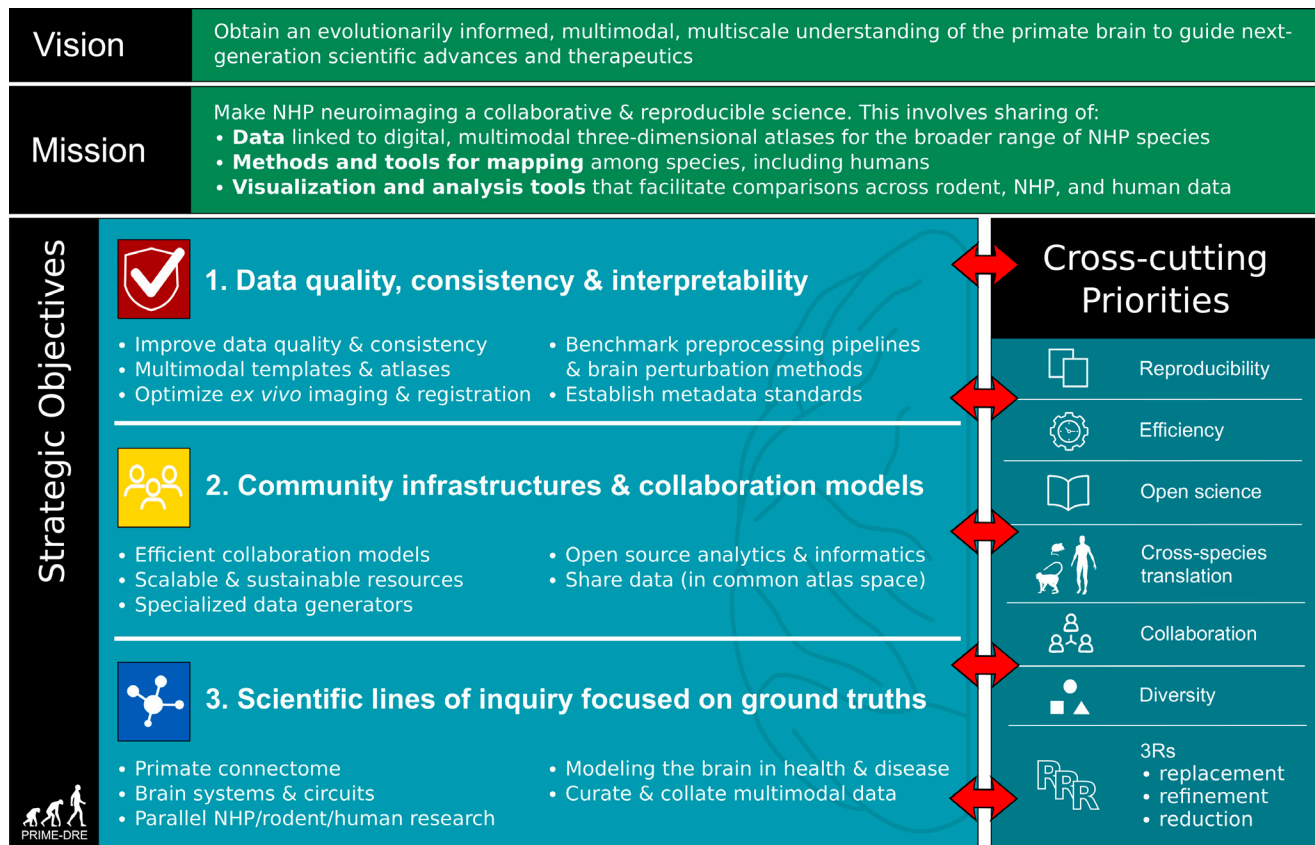 Vision
Obtain an evolutionarily informed, multimodal, multiscale understanding of the primate brain to guide next-
generation scientific advances and therapeutics
Mission
Make NHP neuroimaging a collaborative & reproducible science. This involves sharing of:
• Data linked to digital, multimodal three-dimensional atlases for the broader range of NHP species
• Methods and tools for mapping among species, including humans
• Visualization and analysis tools that facilitate comparisons across rodent, NHP, and human data
Strategic Objectives
1. Data quality, consistency & interpretability
• Improve data quality & consistency
• Multimodal templates & atlases
• Optimize ex vivo imaging & registration
• Benchmark preprocessing pipelines
& brain perturbation methods
• Establish metadata standards
2. Community infrastructures & collaboration models
• Efficient collaboration models
• Scalable & sustainable resources
• Specialized data generators
• Open source analytics & informatics
• Share data (in common atlas space)
3. Scientific lines of inquiry focused on ground truths
• Primate connectome
• Brain systems & circuits
• Parallel NHP/rodent/human research
• Modeling the brain in health & disease
• Curate & collate multimodal data
PRIME-DRE
Cross-cutting
Priorities
Reproducibility
Efficiency
Open science
Cross-species
translation
Collaboration
Diversity
RRR
3Rs
• replacement
• refinement
• reduction